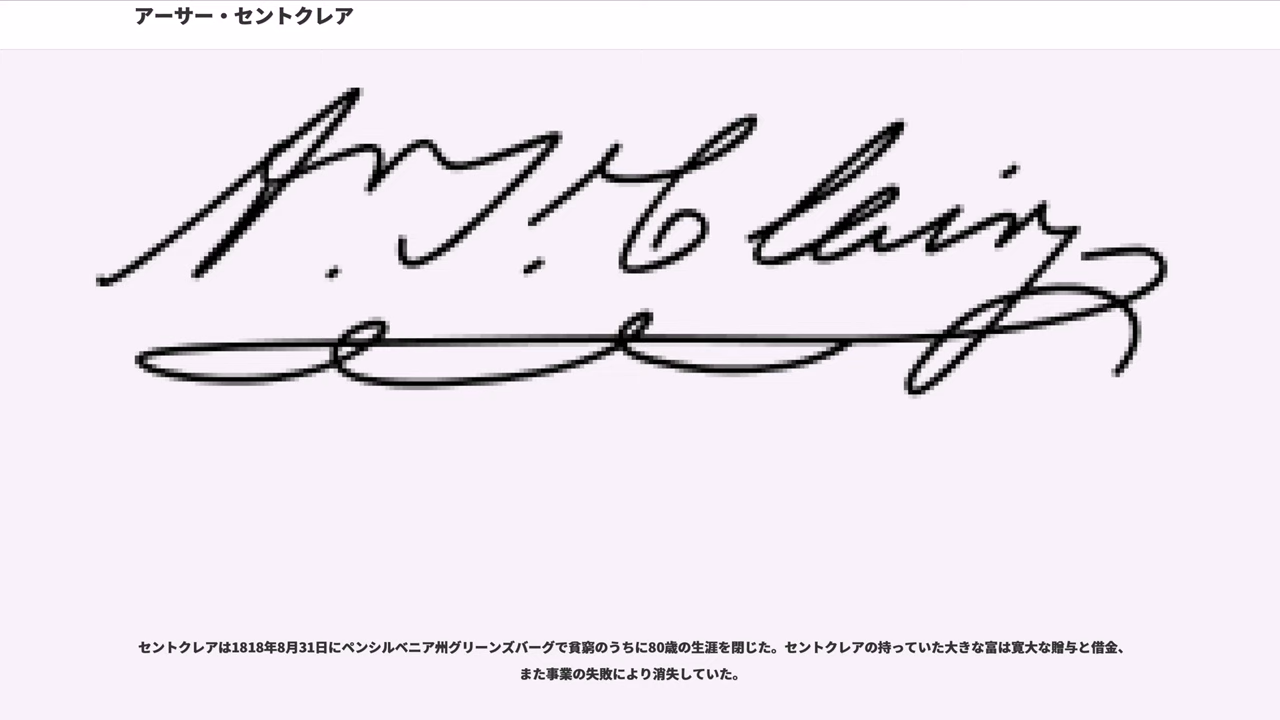 アーサー・セントクレア
Ar. St. Clair
セントクレアは1818年8月31日にペンシルベニア州グリーンズバーグで貧窮のうちに80歳の生涯を閉じた。セントクレアの持っていた大きな富は寛大な贈与と借金、
また事業の失敗により消失していた。